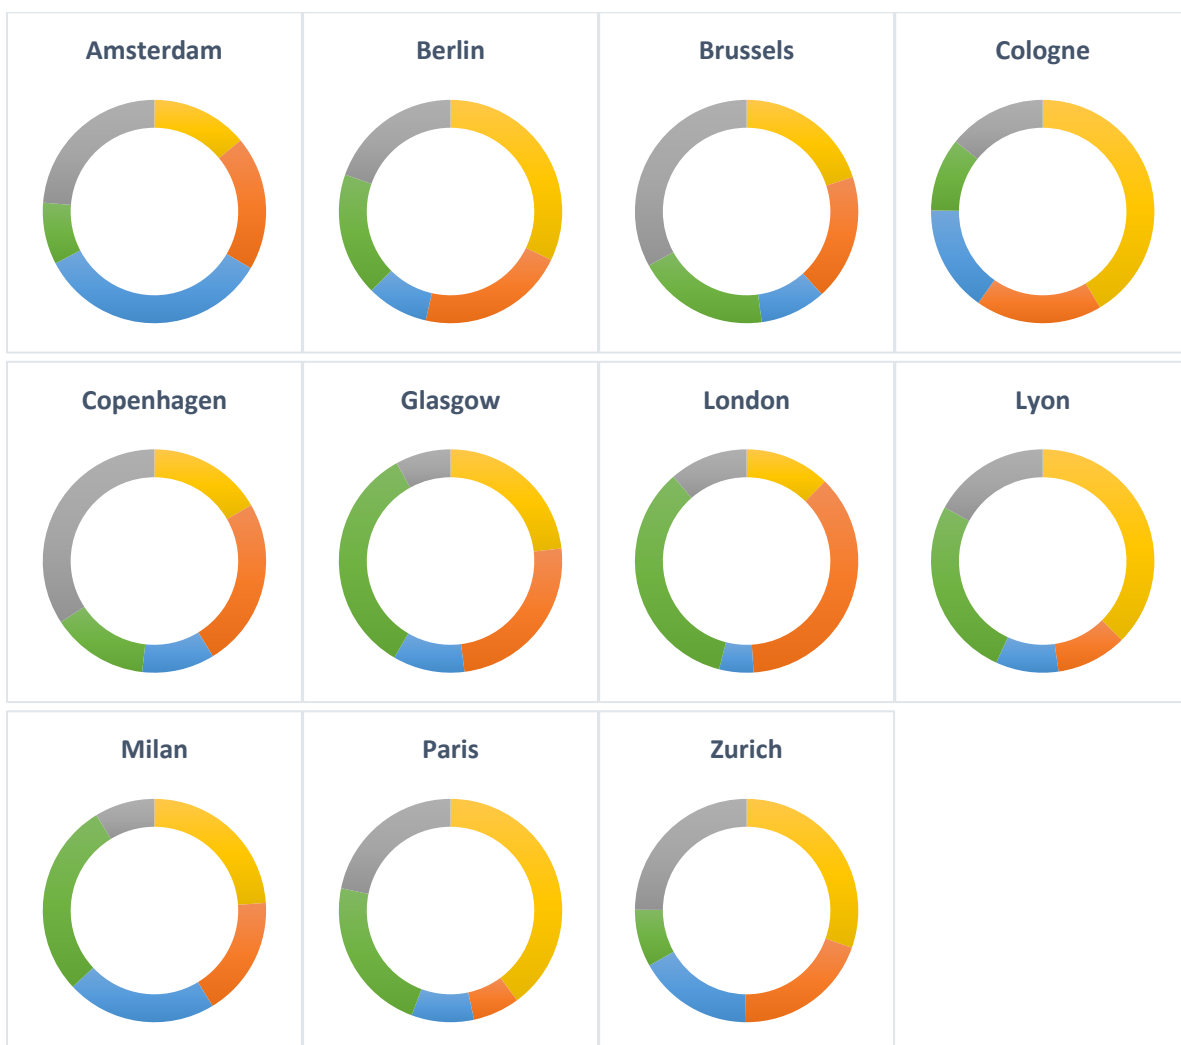 Amsterdam
Berlin
Brussels
Cologne
Copenhagen
Glasgow
London
Lyon
Milan
Paris
Zurich